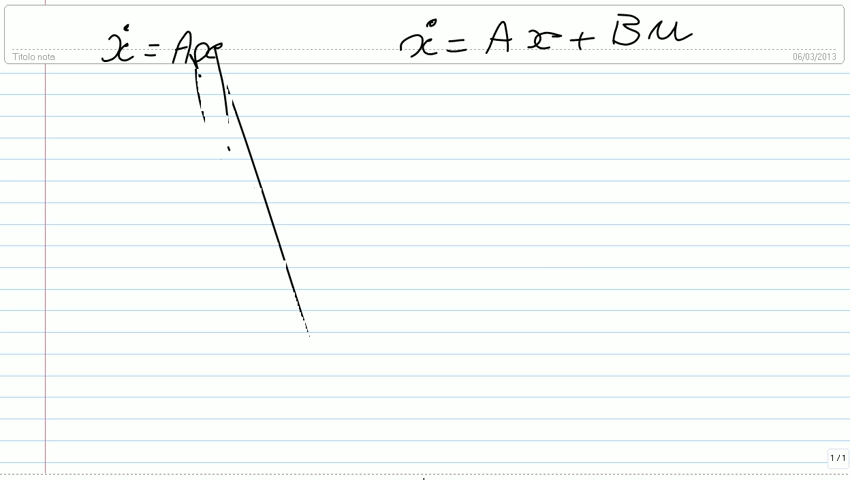 ẋ = Ax ẋ = Ax + Bu
Titolo nota 06/03/2013
1 / 1